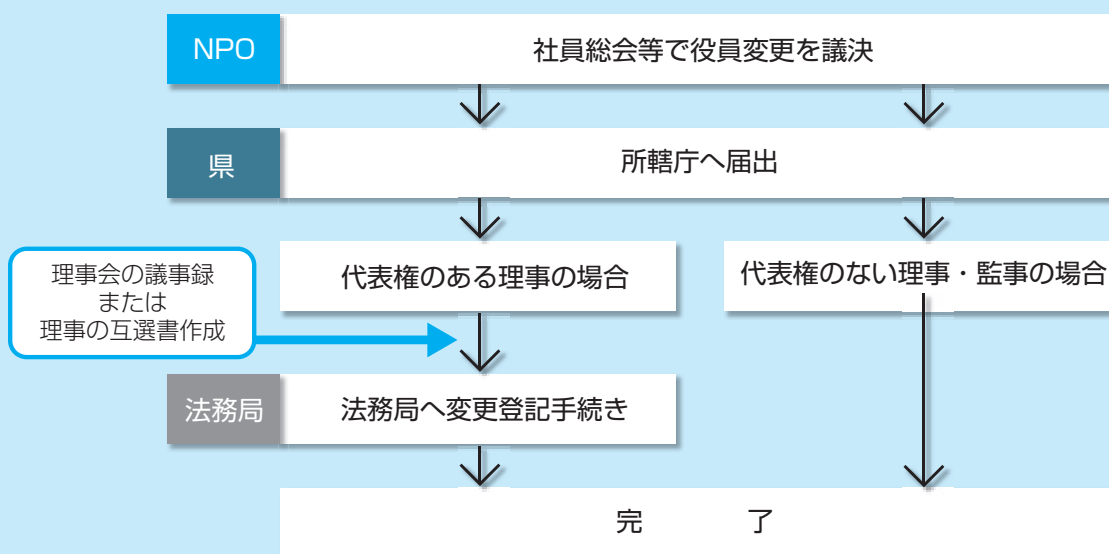 NPO
社員総会等で役員変更を議決
県
所轄庁へ届出
代表権のある理事の場合
代表権のない理事・監事の場合
理事会の議事録
または
理事の互選書作成
法務局
法務局へ変更登記手続き
完　　　了